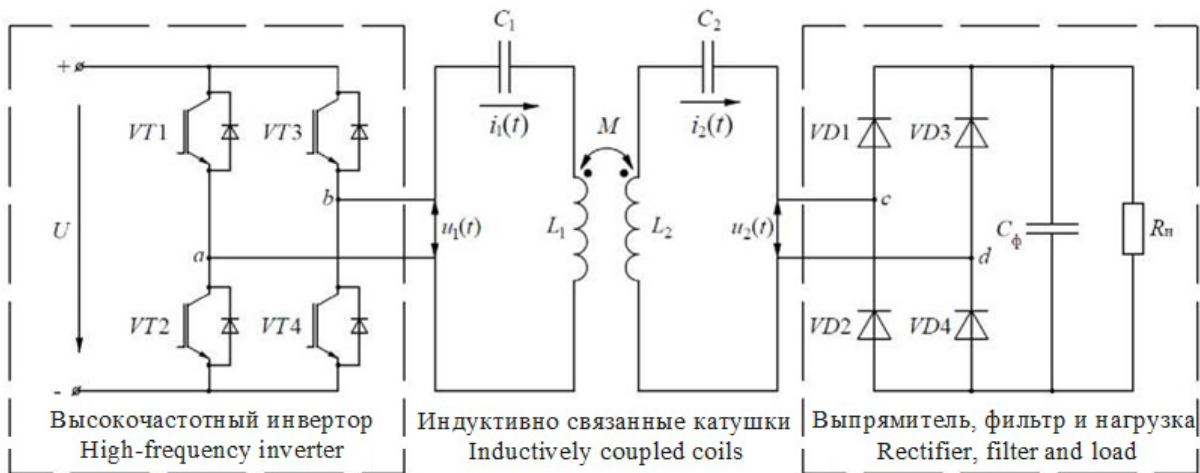 C₁
C₂
+
VT1
VT3
i₁(t)
i₂(t)
M
VD1
VD3
b
c
U
u₁(t)
L₁
L₂
u₂(t)
Cф
Rн
a
d
VT2
VT4
VD2
VD4
-
Высокочастотный инвертор
High-frequency inverter
Индуктивно связанные катушки
Inductively coupled coils
Выпрямитель, фильтр и нагрузка
Rectifier, filter and load